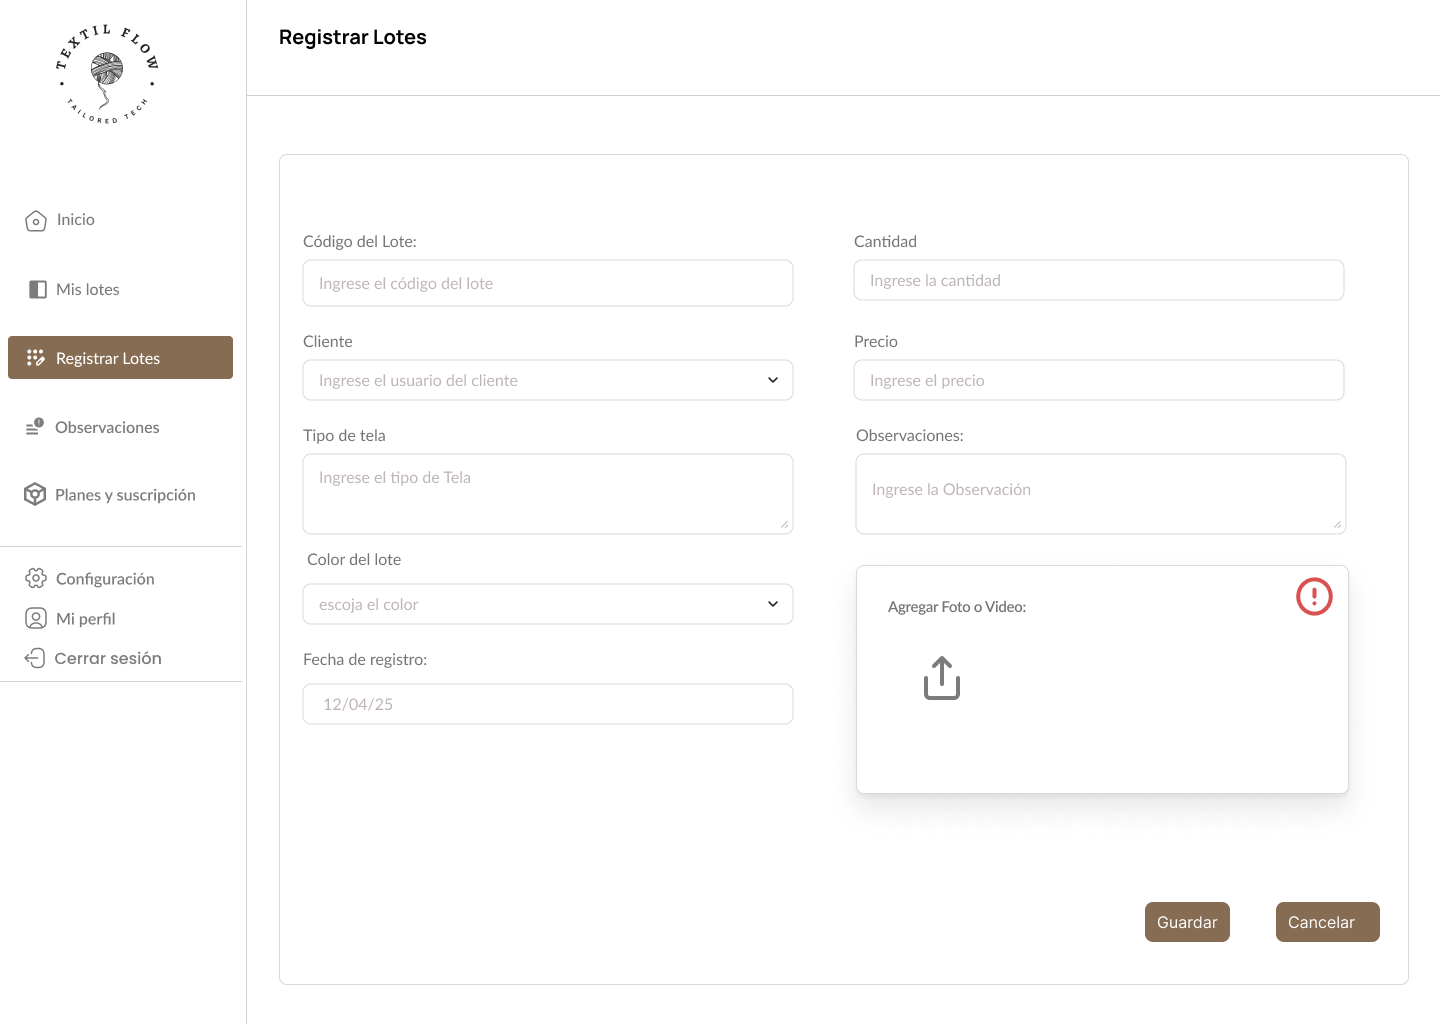 TEXTIL FLOW
TAILORED TECH
Inicio
Mis lotes
Registrar Lotes
Observaciones
Planes y suscripción
Configuración
Mi perfil
Cerrar sesión
Registrar Lotes
Código del Lote:
Ingrese el código del lote
Cliente
Ingrese el usuario del cliente
Tipo de tela
Ingrese el tipo de Tela
Color del lote
escoja el color
Fecha de registro:
12/04/25
Cantidad
Ingrese la cantidad
Precio
Ingrese el precio
Observaciones:
Ingrese la Observación
Agregar Foto o Video:
Guardar
Cancelar